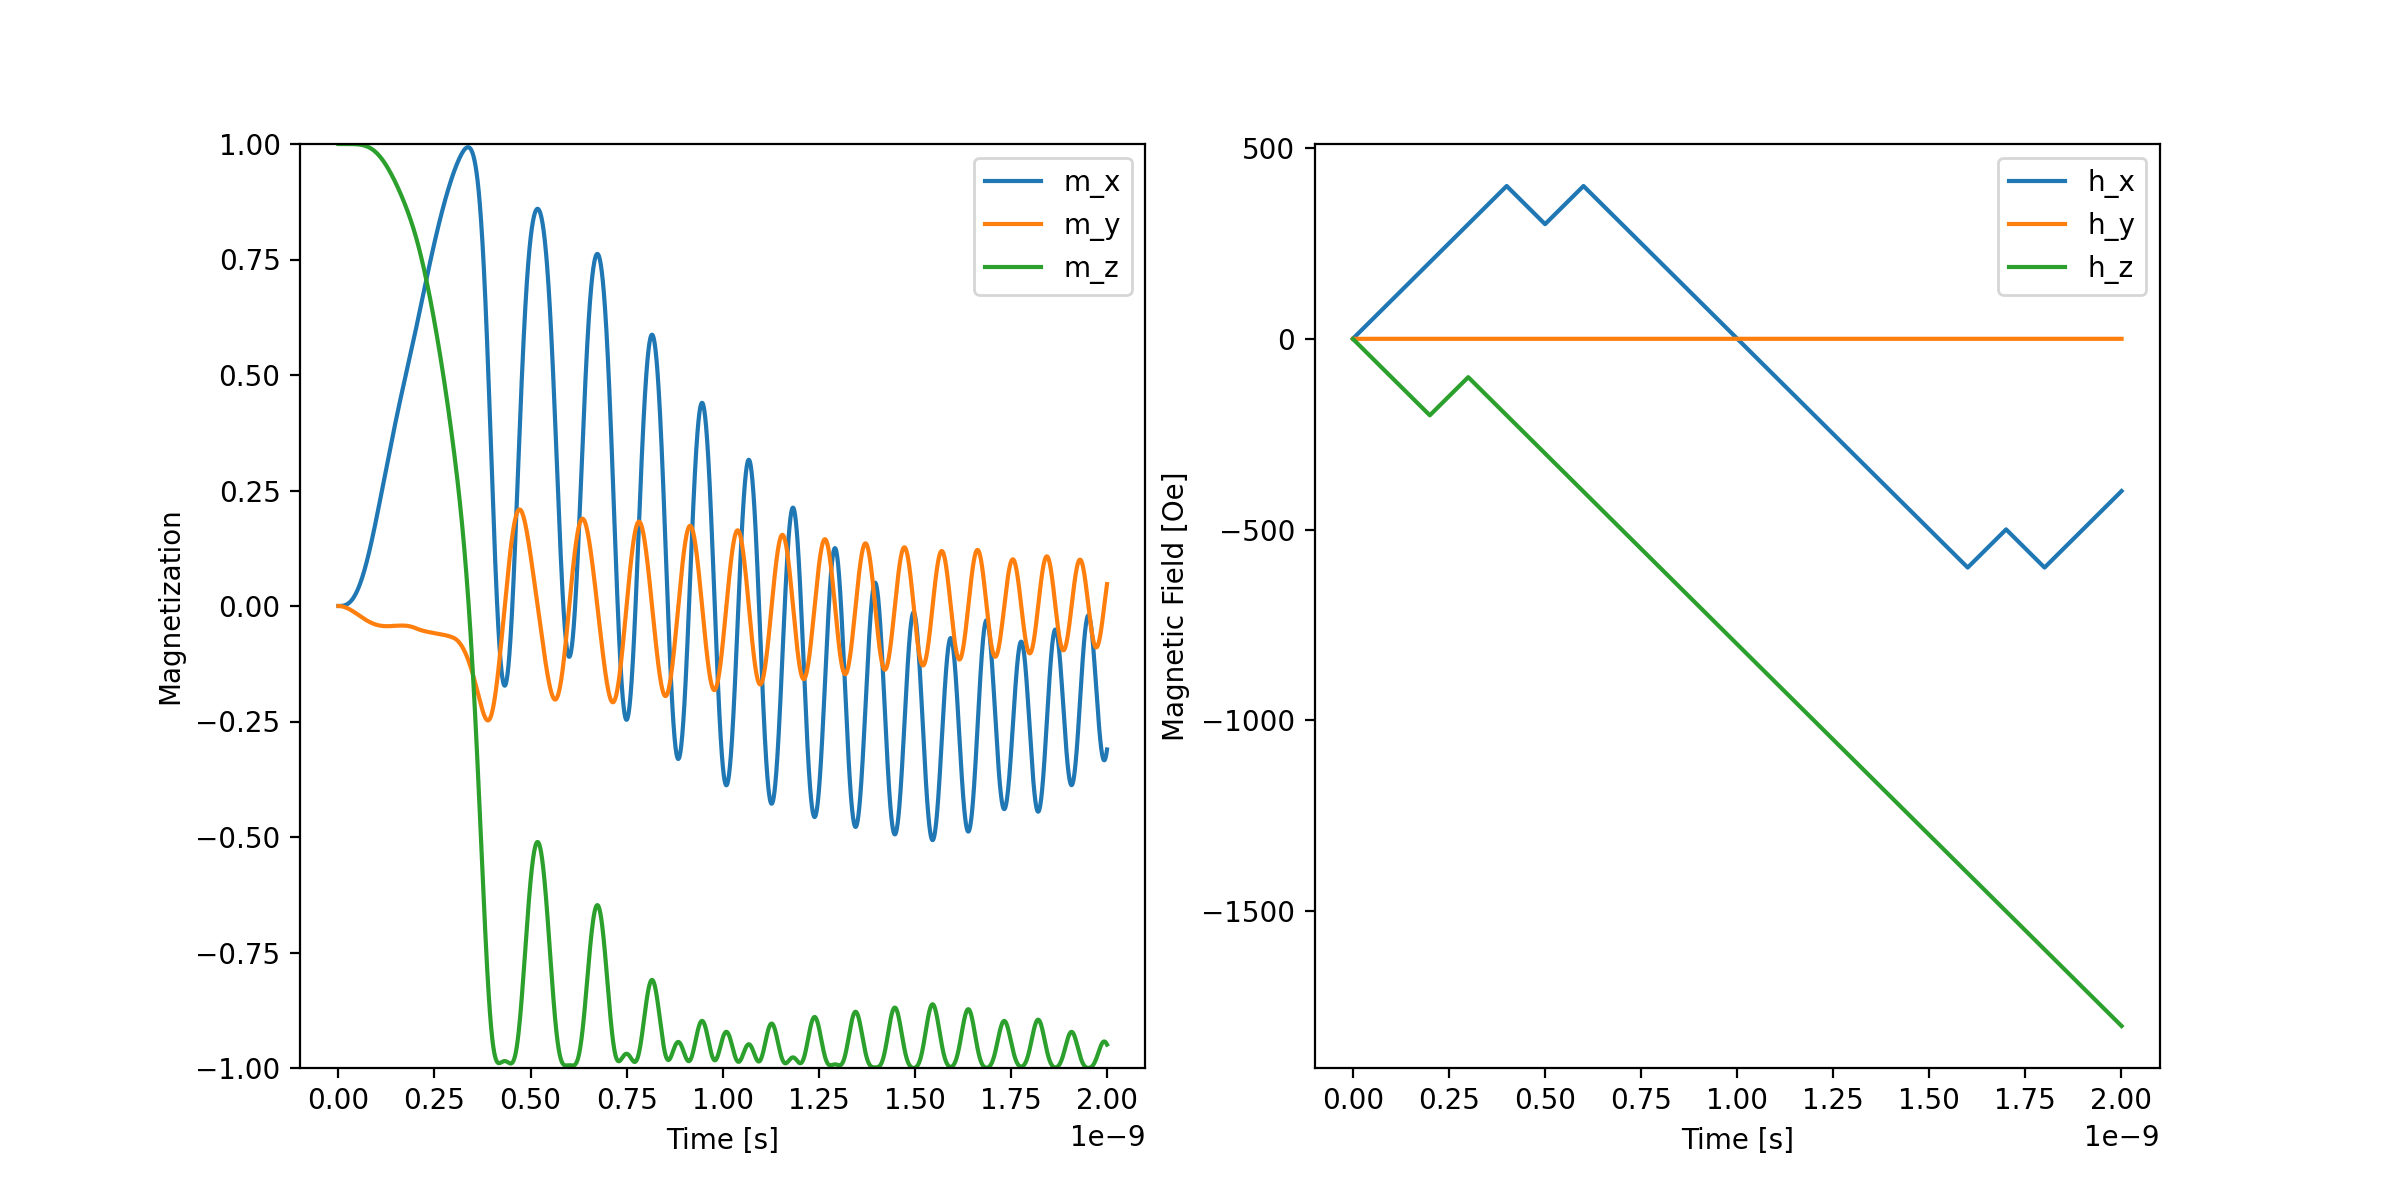 1.00
0.75
0.50
0.25
0.00
−0.25
−0.50
−0.75
−1.00
Magnetization
0.00 0.25 0.50 0.75 1.00 1.25 1.50 1.75 2.00
Time [s]
1e−9
m_x
m_y
m_z
500
0
−500
−1000
−1500
Magnetic Field [Oe]
0.00 0.25 0.50 0.75 1.00 1.25 1.50 1.75 2.00
Time [s]
1e−9
h_x
h_y
h_z